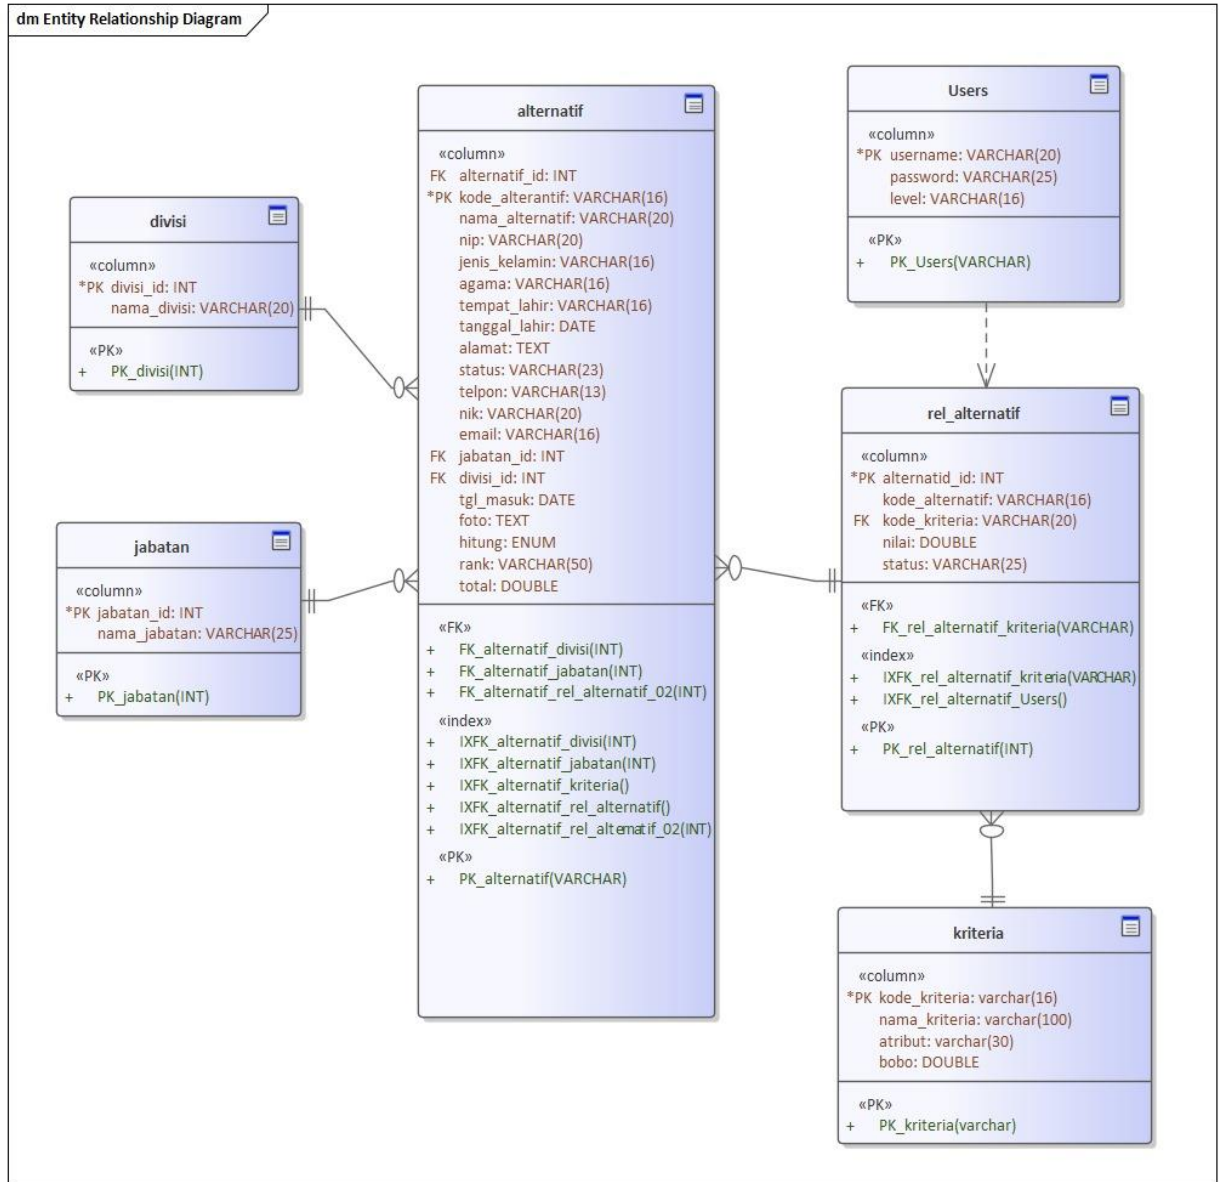 dm Entity Relationship Diagram
divisi
«column»
*PK divisi_id: INT
nama_divisi: VARCHAR(20)
«PK»
+ PK_divisi(INT)
jabatan
«column»
*PK jabatan_id: INT
nama_jabatan: VARCHAR(25)
«PK»
+ PK_jabatan(INT)
alternatif
«column»
FK alternatif_id: INT
*PK kode_alterantif: VARCHAR(16)
nama_alternatif: VARCHAR(20)
nip: VARCHAR(20)
jenis_kelamin: VARCHAR(16)
agama: VARCHAR(16)
tempat_lahir: VARCHAR(16)
tanggal_lahir: DATE
alamat: TEXT
status: VARCHAR(23)
telpon: VARCHAR(13)
nik: VARCHAR(20)
email: VARCHAR(16)
FK jabatan_id: INT
FK divisi_id: INT
tgl_masuk: DATE
foto: TEXT
hitung: ENUM
rank: VARCHAR(50)
total: DOUBLE
«FK»
+ FK_alternatif_divisi(INT)
+ FK_alternatif_jabatan(INT)
+ FK_alternatif_rel_alternatif_02(INT)
«index»
+ IXFK_alternatif_divisi(INT)
+ IXFK_alternatif_jabatan(INT)
+ IXFK_alternatif_kriteria()
+ IXFK_alternatif_rel_alternatif()
+ IXFK_alternatif_rel_alternatif_02(INT)
«PK»
+ PK_alternatif(VARCHAR)
Users
«column»
*PK username: VARCHAR(20)
password: VARCHAR(25)
level: VARCHAR(16)
«PK»
+ PK_Users(VARCHAR)
rel_alternatif
«column»
*PK alternatid_id: INT
kode_alternatif: VARCHAR(16)
FK kode_kriteria: VARCHAR(20)
nilai: DOUBLE
status: VARCHAR(25)
«FK»
+ FK_rel_alternatif_kriteria(VARCHAR)
«index»
+ IXFK_rel_alternatif_kriteria(VARCHAR)
+ IXFK_rel_alternatif_Users()
«PK»
+ PK_rel_alternatif(INT)
kriteria
«column»
*PK kode_kriteria: varchar(16)
nama_kriteria: varchar(100)
atribut: varchar(30)
bobo: DOUBLE
«PK»
+ PK_kriteria(varchar)